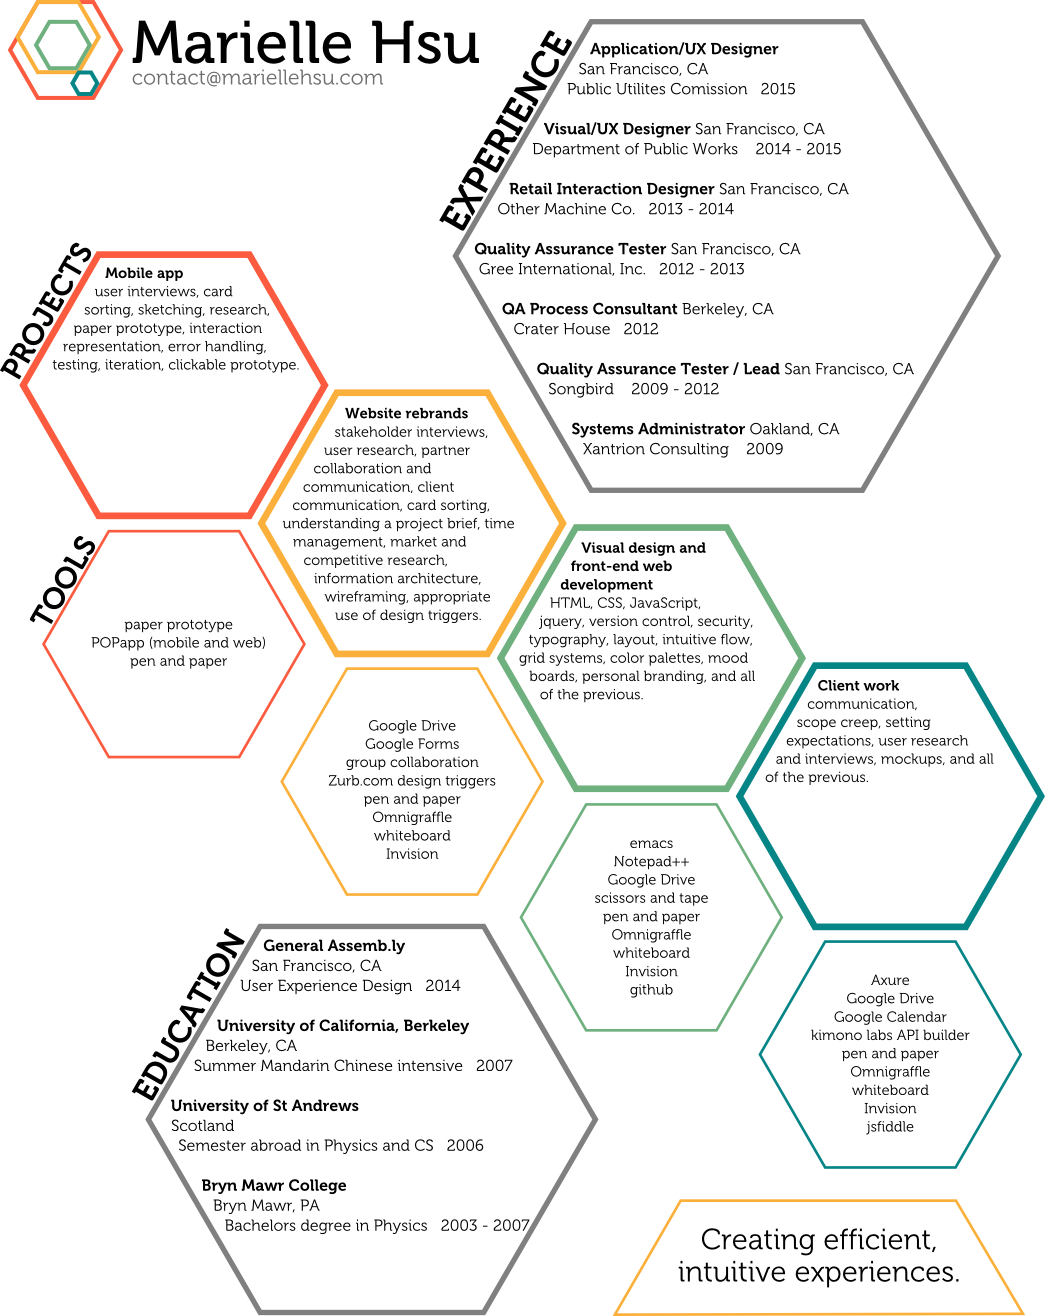 Marielle Hsu
contact@mariellehsu.com
EXPERIENCE
Application/UX Designer
San Francisco, CA
Public Utilites Comission 2015
Visual/UX Designer San Francisco, CA
Department of Public Works 2014 - 2015
Retail Interaction Designer San Francisco, CA
Other Machine Co. 2013 - 2014
Quality Assurance Tester San Francisco, CA
Gree International, Inc. 2012 - 2013
QA Process Consultant Berkeley, CA
Crater House 2012
Quality Assurance Tester / Lead San Francisco, CA
Songbird 2009 - 2012
Systems Administrator Oakland, CA
Xantrion Consulting 2009
PROJECTS
Mobile app
user interviews, card
sorting, sketching, research,
paper prototype, interaction
representation, error handling,
testing, iteration, clickable prototype.
Website rebrands
stakeholder interviews,
user research, partner
collaboration and
communication, client
communication, card sorting,
understanding a project brief, time
management, market and
competitive research,
information architecture,
wireframing, appropriate
use of design triggers.
Visual design and
front-end web
development
HTML, CSS, JavaScript,
jquery, version control, security,
typography, layout, intuitive flow,
grid systems, color palettes, mood
boards, personal branding, and all
of the previous.
Client work
communication,
scope creep, setting
expectations, user research
and interviews, mockups, and all
of the previous.
TOOLS
paper prototype
POPapp (mobile and web)
pen and paper
Google Drive
Google Forms
group collaboration
Zurb.com design triggers
pen and paper
Omnigraffle
whiteboard
Invision
emacs
Notepad++
Google Drive
scissors and tape
pen and paper
Omnigraffle
whiteboard
Invision
github
Axure
Google Drive
Google Calendar
kimono labs API builder
pen and paper
Omnigraffle
whiteboard
Invision
jsfiddle
EDUCATION
General Assemb.ly
San Francisco, CA
User Experience Design 2014
University of California, Berkeley
Berkeley, CA
Summer Mandarin Chinese intensive 2007
University of St Andrews
Scotland
Semester abroad in Physics and CS 2006
Bryn Mawr College
Bryn Mawr, PA
Bachelors degree in Physics 2003 - 2007
Creating efficient,
intuitive experiences.